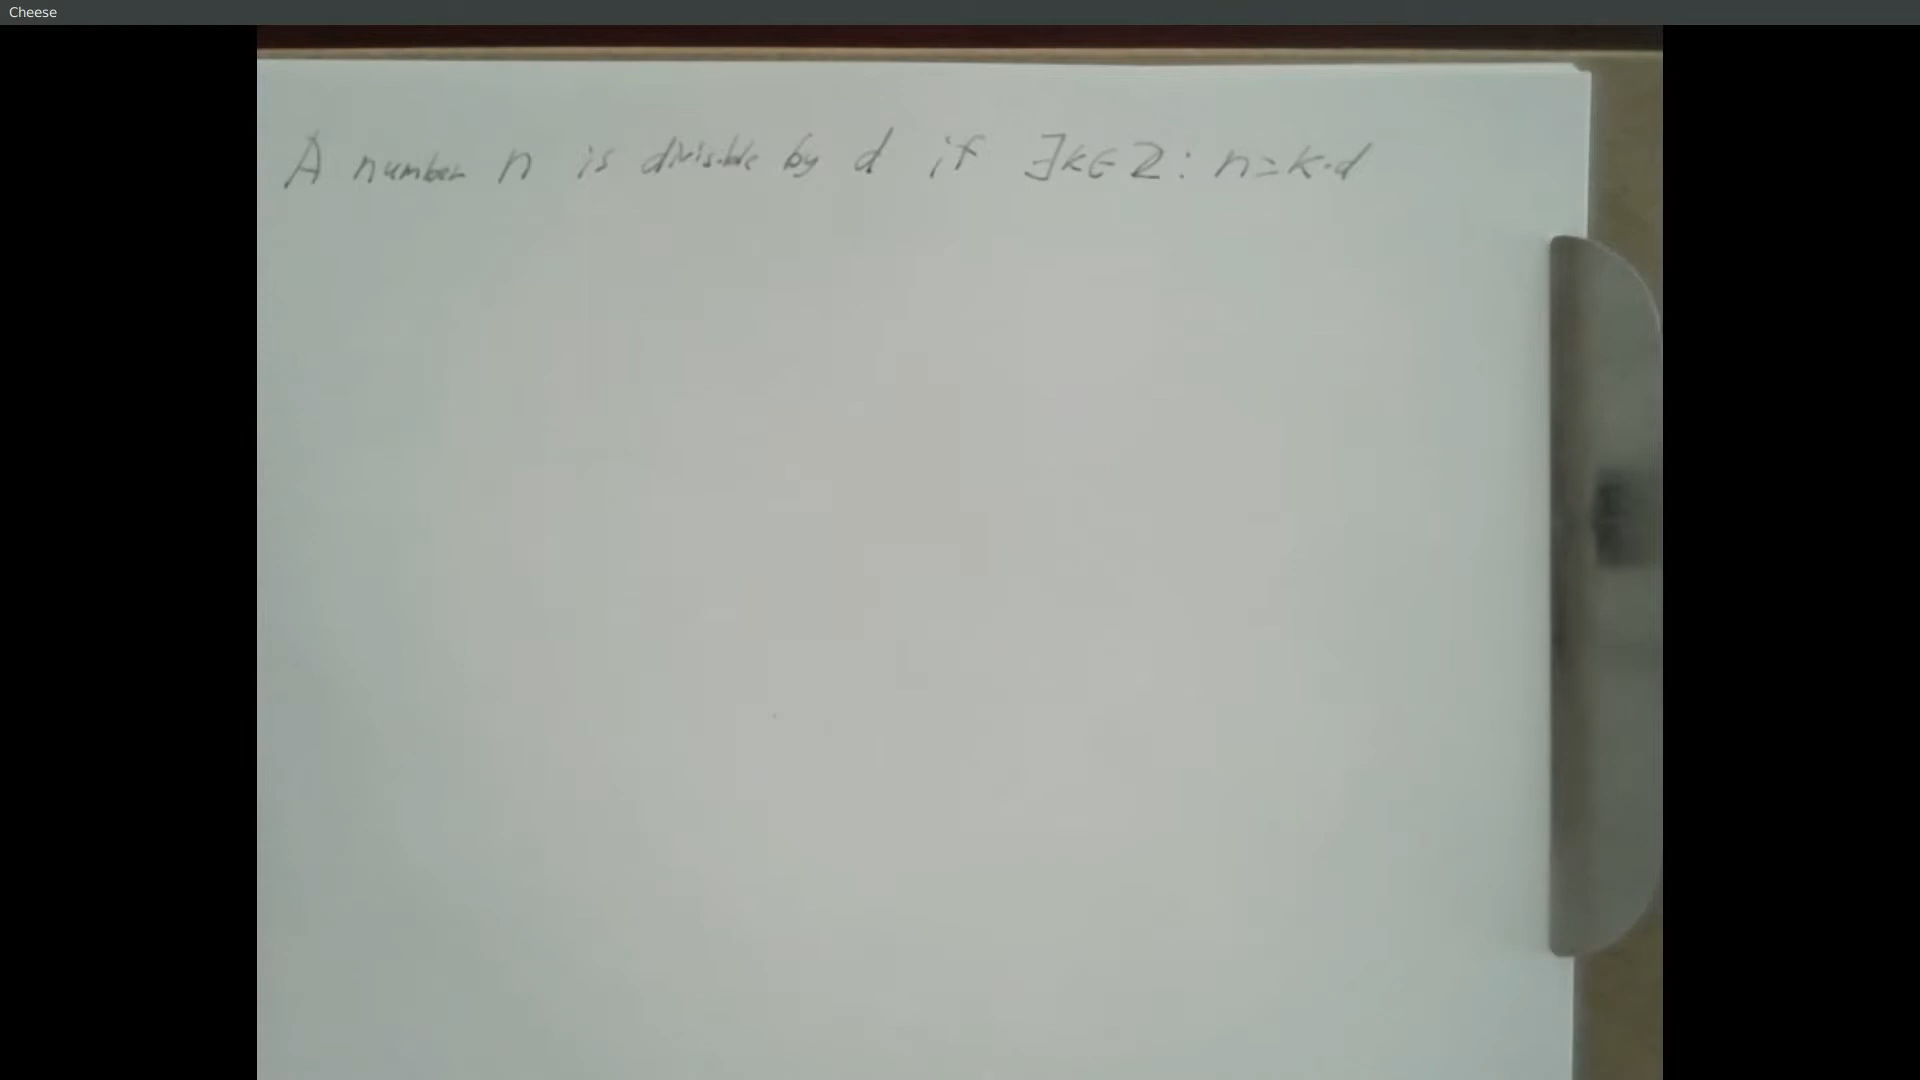 Cheese
A number n is divisible by d if ∃k∈ℤ: n=k·d